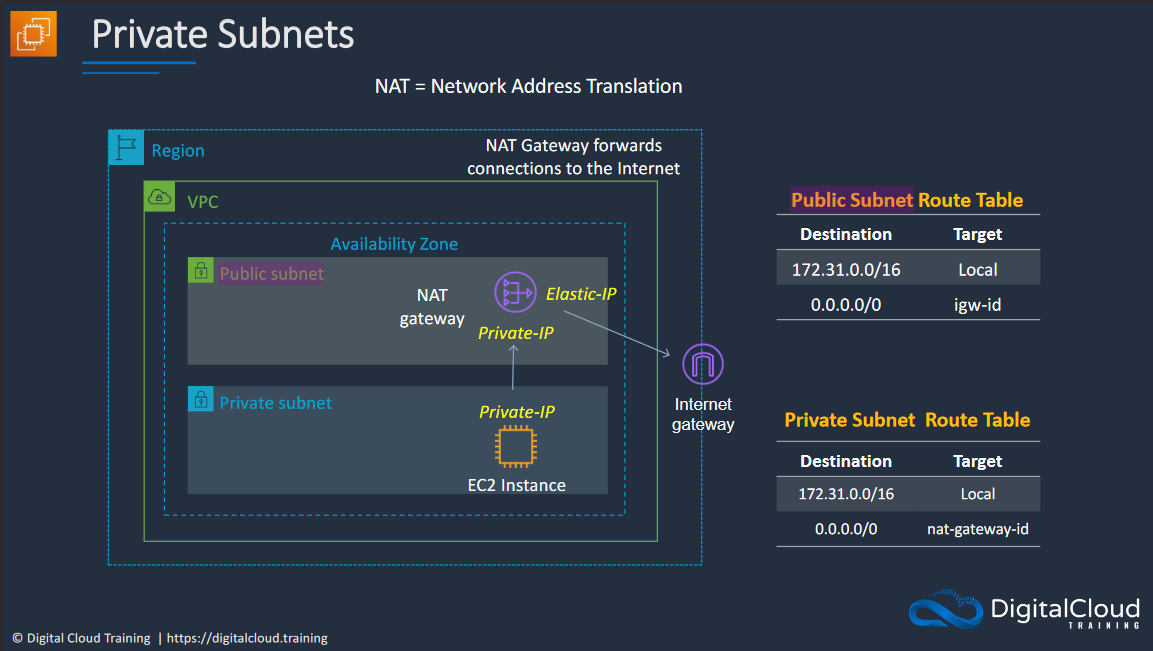 Private Subnets
NAT = Network Address Translation
Region
NAT Gateway forwards
connections to the Internet
VPC
Availability Zone
Public subnet
NAT
gateway
Elastic-IP
Private-IP
Private subnet
Private-IP
EC2 Instance
Internet
gateway
Public Subnet Route Table
Destination Target
172.31.0.0/16 Local
0.0.0.0/0 igw-id
Private Subnet Route Table
Destination Target
172.31.0.0/16 Local
0.0.0.0/0 nat-gateway-id
© Digital Cloud Training | https://digitalcloud.training
DigitalCloud
TRAINING